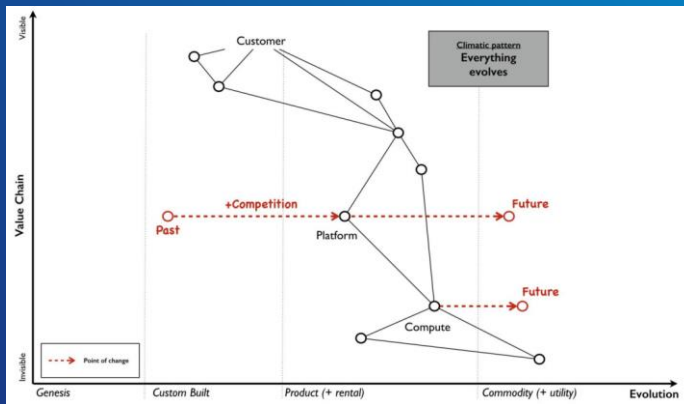 Visible
Customer
Climatic pattern
Everything
evolves
Value Chain
+Competition
Past
Platform
Future
Future
Compute
Point of change
Invisible
Genesis
Custom Built
Product (+ rental)
Commodity (+ utility)
Evolution